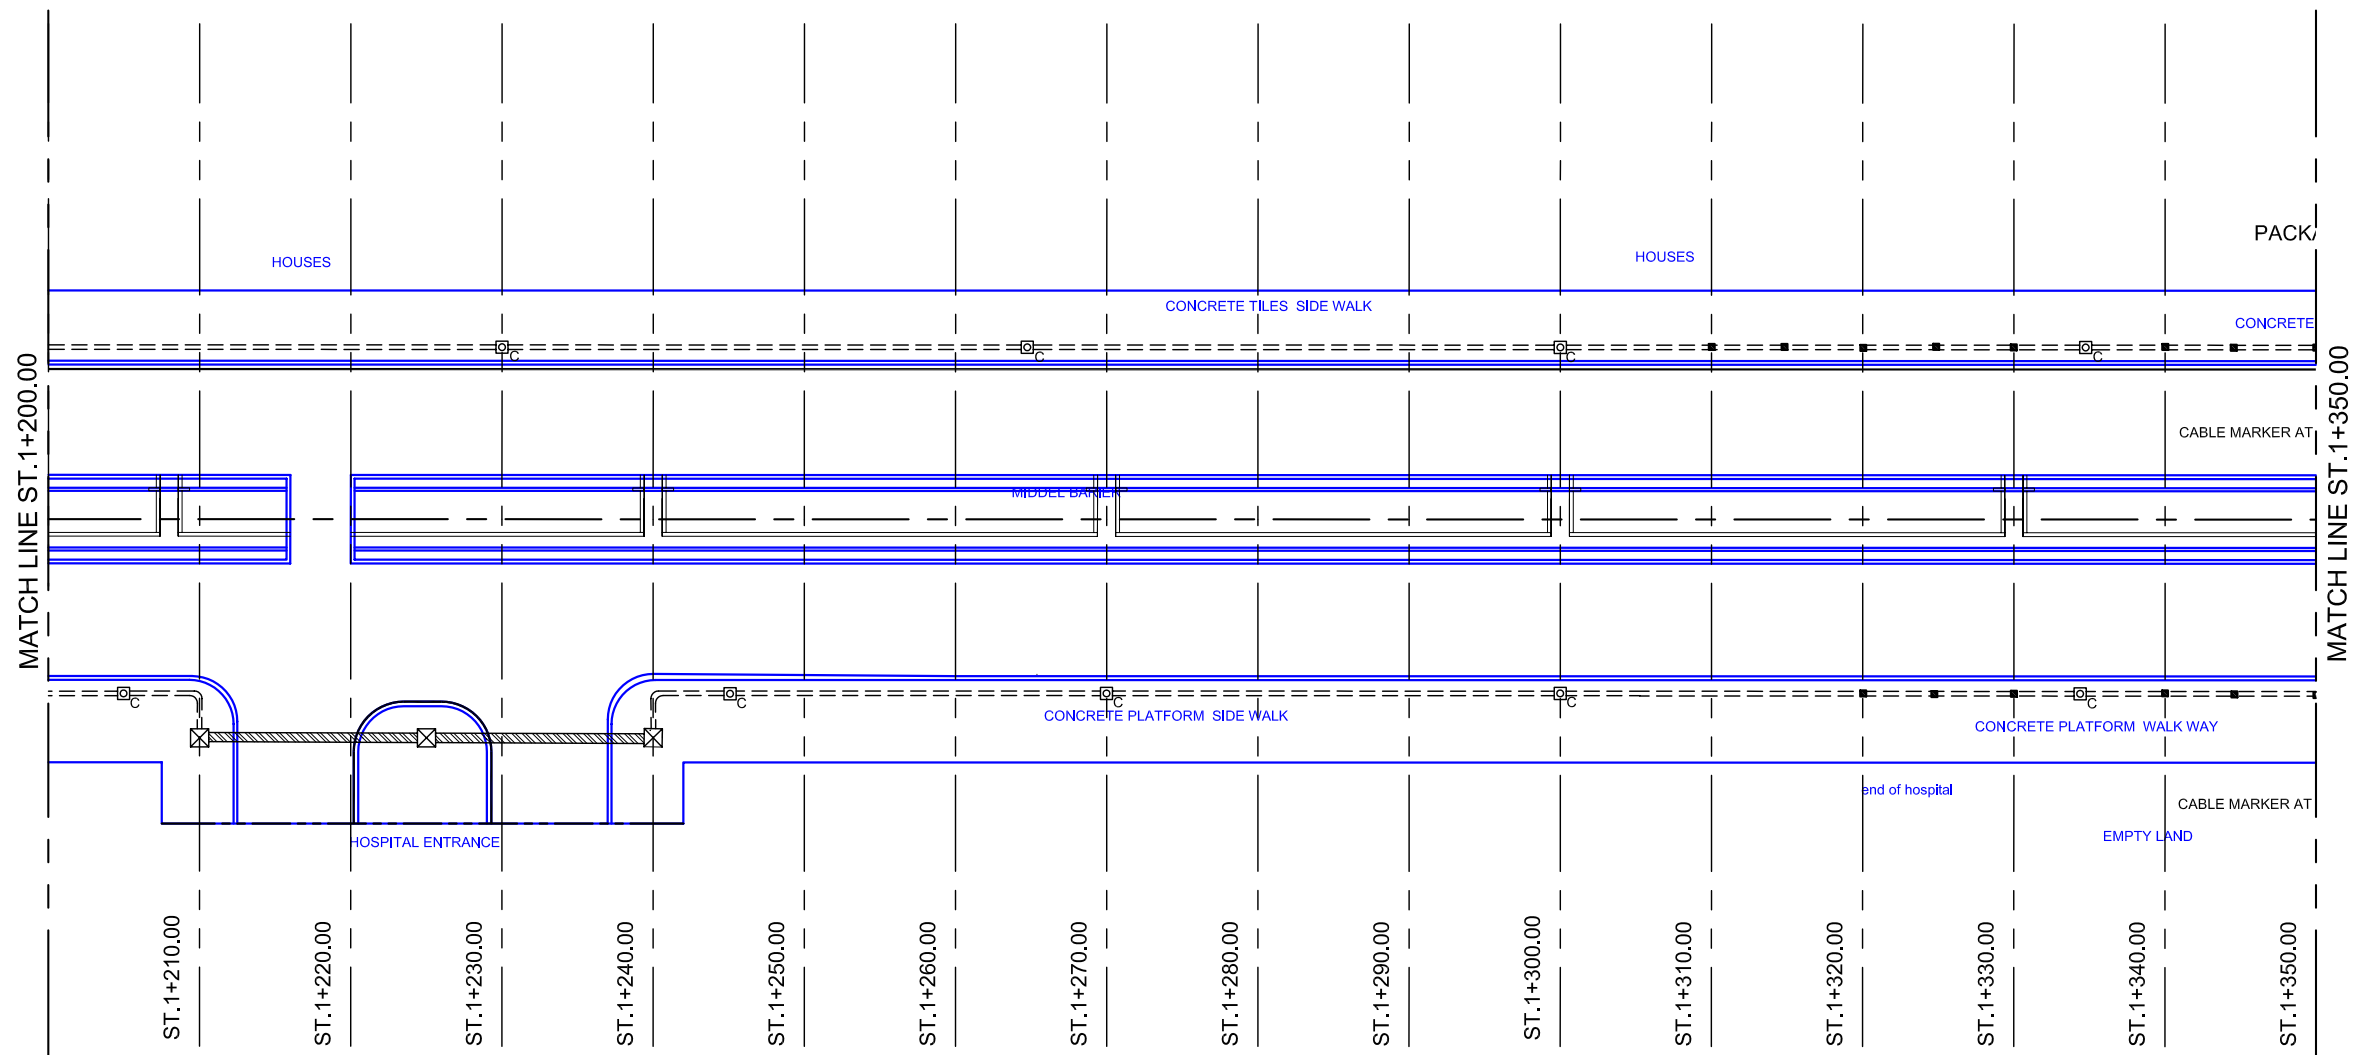 HOUSES
HOUSES
PACKA
CONCRETE TILES  SIDE WALK
CONCRETE
C
C
C
C
MATCH LINE ST.1+200.00
MATCH LINE ST.1+350.00
CABLE MARKER AT
MIDDEL BARIER
C
C
C
C
C
CONCRETE PLATFORM  SIDE WALK
CONCRETE PLATFORM  WALK WAY
end of hospital
CABLE MARKER AT
HOSPITAL ENTRANCE
EMPTY LAND
ST.1+210.00
ST.1+220.00
ST.1+230.00
ST.1+240.00
ST.1+250.00
ST.1+260.00
ST.1+270.00
ST.1+280.00
ST.1+290.00
ST.1+300.00
ST.1+310.00
ST.1+320.00
ST.1+330.00
ST.1+340.00
ST.1+350.00